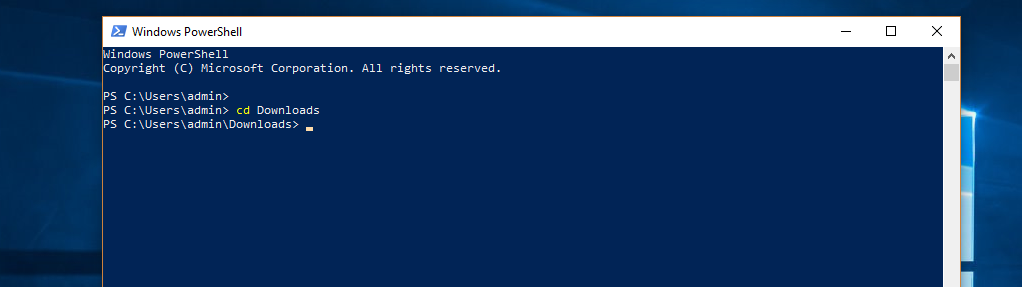 Windows PowerShell
Windows PowerShell
Copyright (C) Microsoft Corporation. All rights reserved.
PS C:\Users\admin>
PS C:\Users\admin> cd Downloads
PS C:\Users\admin\Downloads>